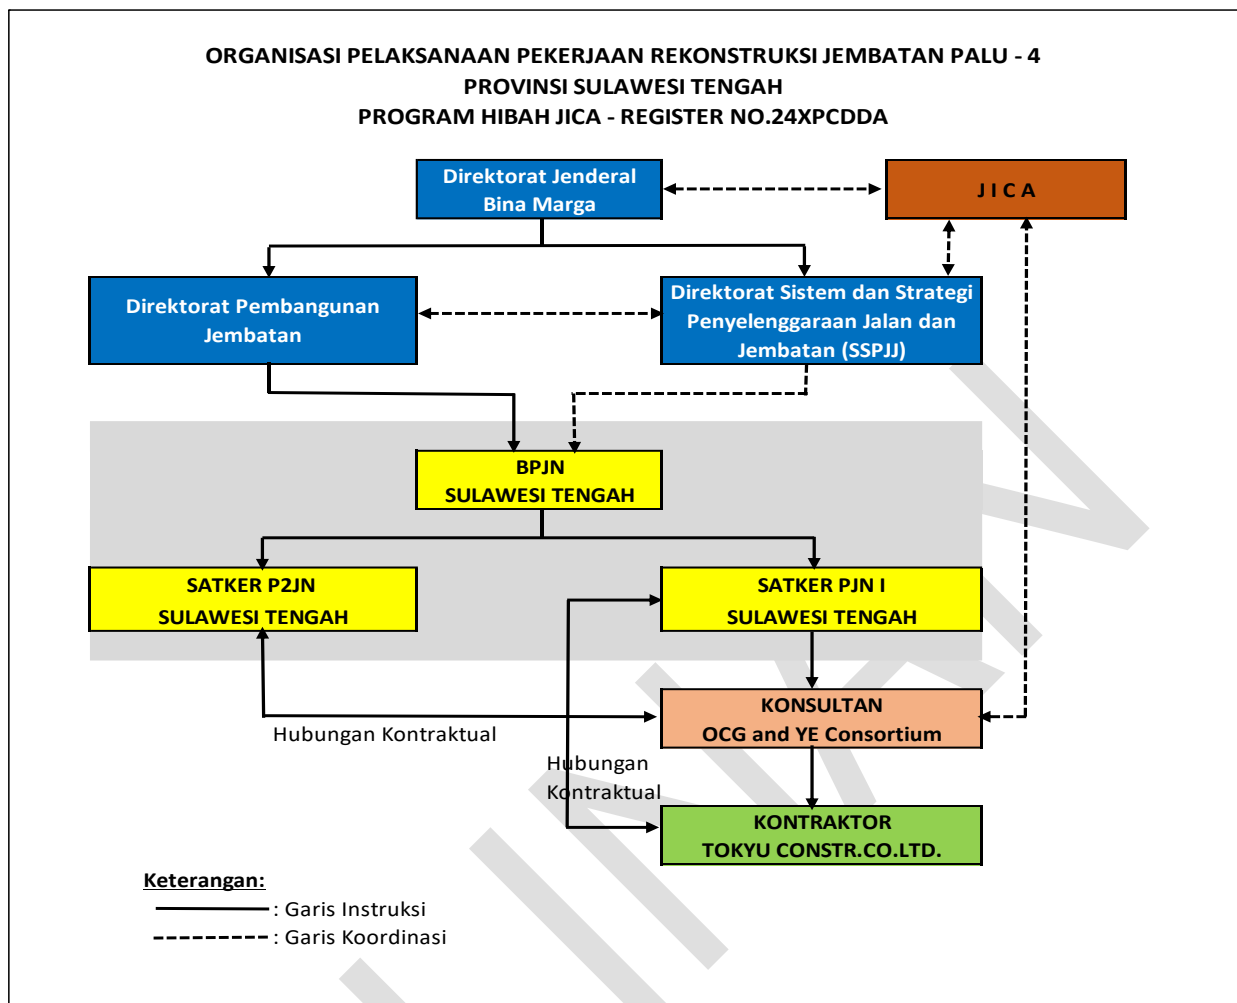 ORGANISASI PELAKSANAAN PEKERJAAN REKONSTRUKSI JEMBATAN PALU - 4
PROVINSI SULAWESI TENGAH
PROGRAM HIBAH JICA - REGISTER NO.24XPCDDA
Direktorat Jenderal
Bina Marga
J I C A
Direktorat Pembangunan
Jembatan
Direktorat Sistem dan Strategi
Penyelenggaraan Jalan dan
Jembatan (SSPJJ)
BPJN
SULAWESI TENGAH
SATKER P2JN
SULAWESI TENGAH
SATKER PJN I
SULAWESI TENGAH
KONSULTAN
OCG and YE Consortium
Hubungan Kontraktual
Hubungan
Kontraktual
KONTRAKTOR
TOKYU CONSTR.CO.LTD.
Keterangan:
: Garis Instruksi
: Garis Koordinasi